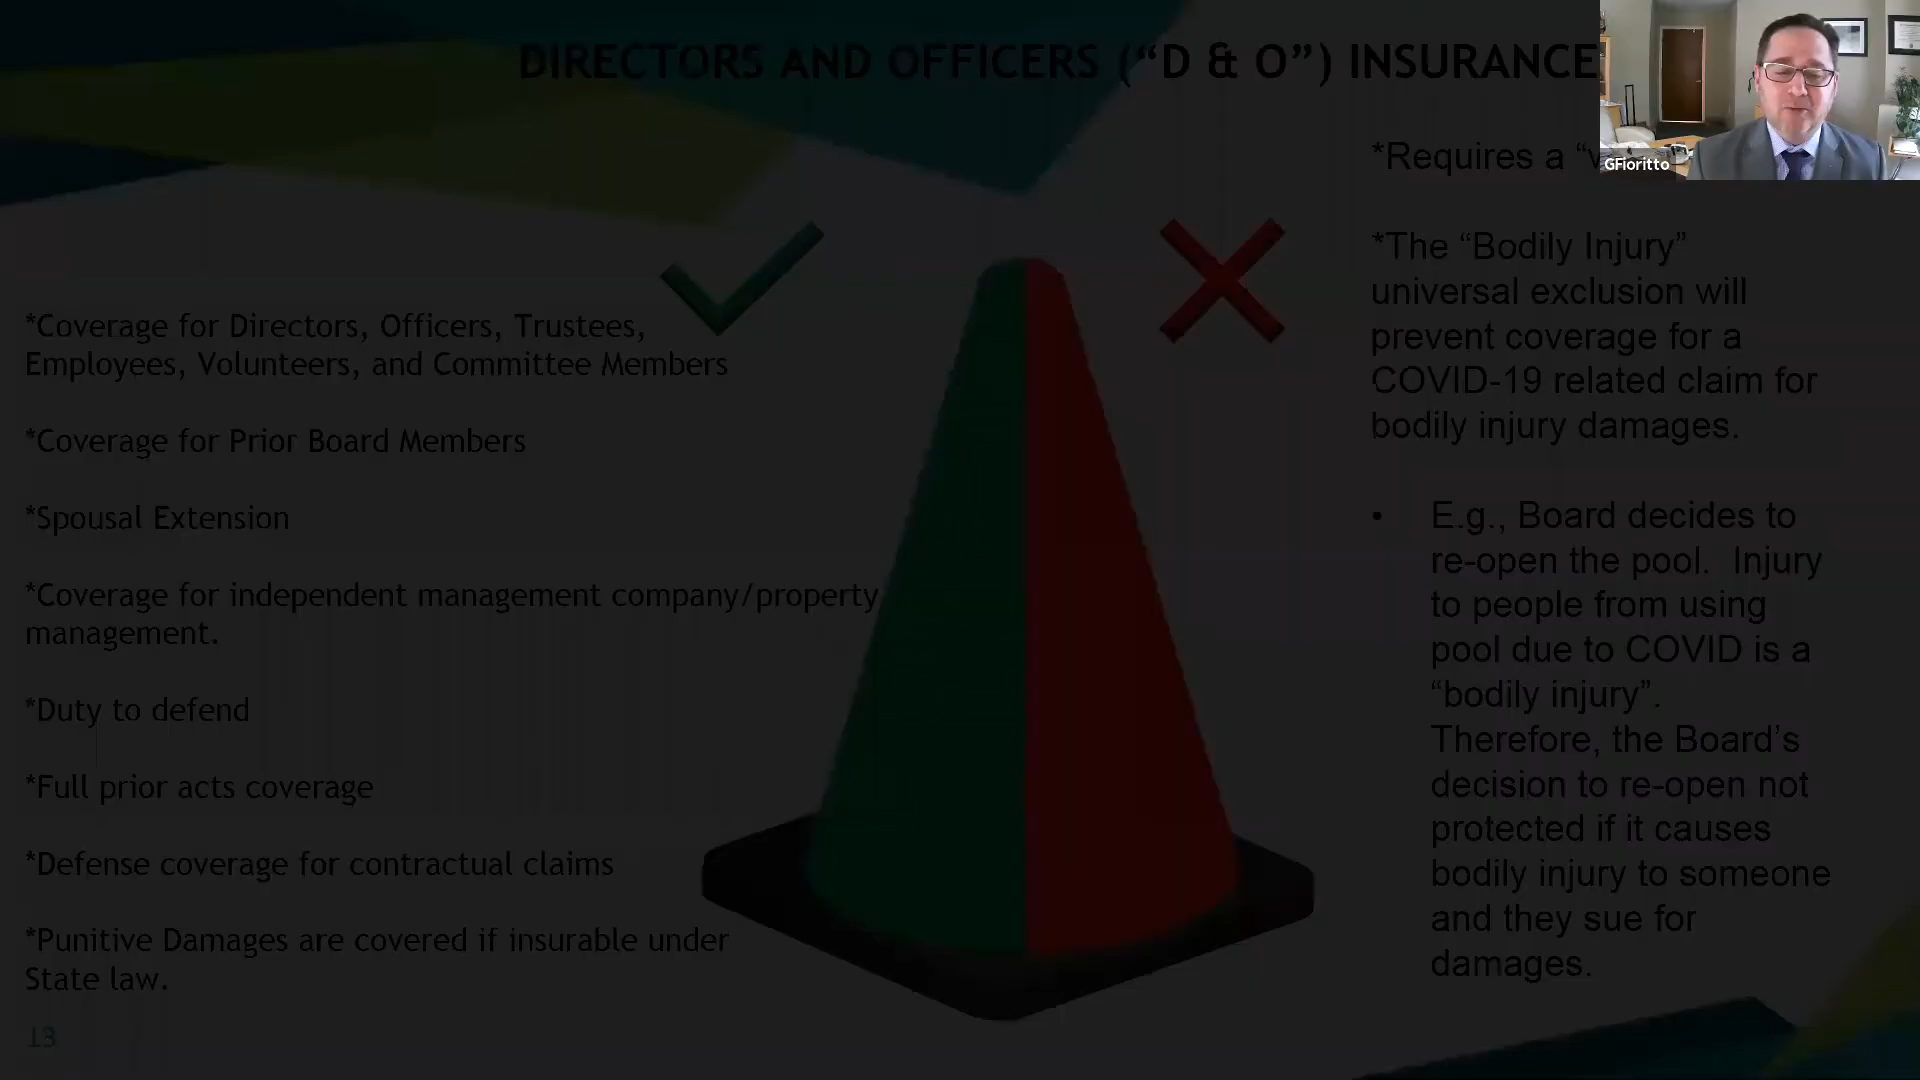 DIRECTORS AND OFFICERS (“D & O”) INSURANCE
*Coverage for Directors, Officers, Trustees,
Employees, Volunteers, and Committee Members
*Coverage for Prior Board Members
*Spousal Extension
*Coverage for independent management company/property
management.
*Duty to defend
*Full prior acts coverage
*Defense coverage for contractual claims
*Punitive Damages are covered if insurable under
State law.
13
*Requires a
*The “Bodily Injury”
universal exclusion will
prevent coverage for a
COVID-19 related claim for
bodily injury damages.
• E.g., Board decides to
re-open the pool. Injury
to people from using
pool due to COVID is a
“bodily injury”.
Therefore, the Board’s
decision to re-open not
protected if it causes
bodily injury to someone
and they sue for
damages.
GFioritto